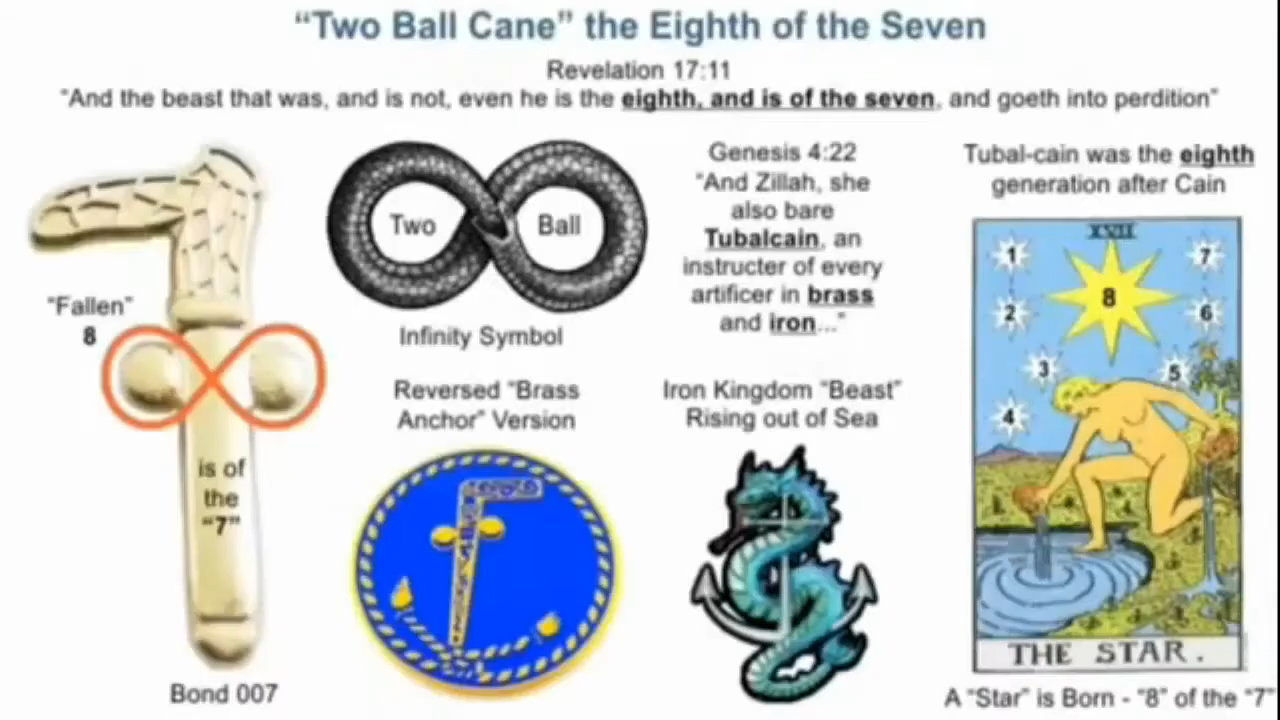 “Two Ball Cane” the Eighth of the Seven
Revelation 17:11
“And the beast that was, and is not, even he is the eighth, and is of the seven, and goeth into perdition”
“Fallen”
8
is of
the
“7”
Bond 007
Two
Ball
Infinity Symbol
Reversed “Brass
Anchor” Version
Genesis 4:22
“And Zillah, she
also bare
Tubalcain, an
instructer of every
artificer in brass
and iron...”
Iron Kingdom “Beast”
Rising out of Sea
Tubal-cain was the eighth
generation after Cain
XVII
1
7
8
2
6
3
5
4
THE STAR.
A “Star” is Born - “8” of the “7”